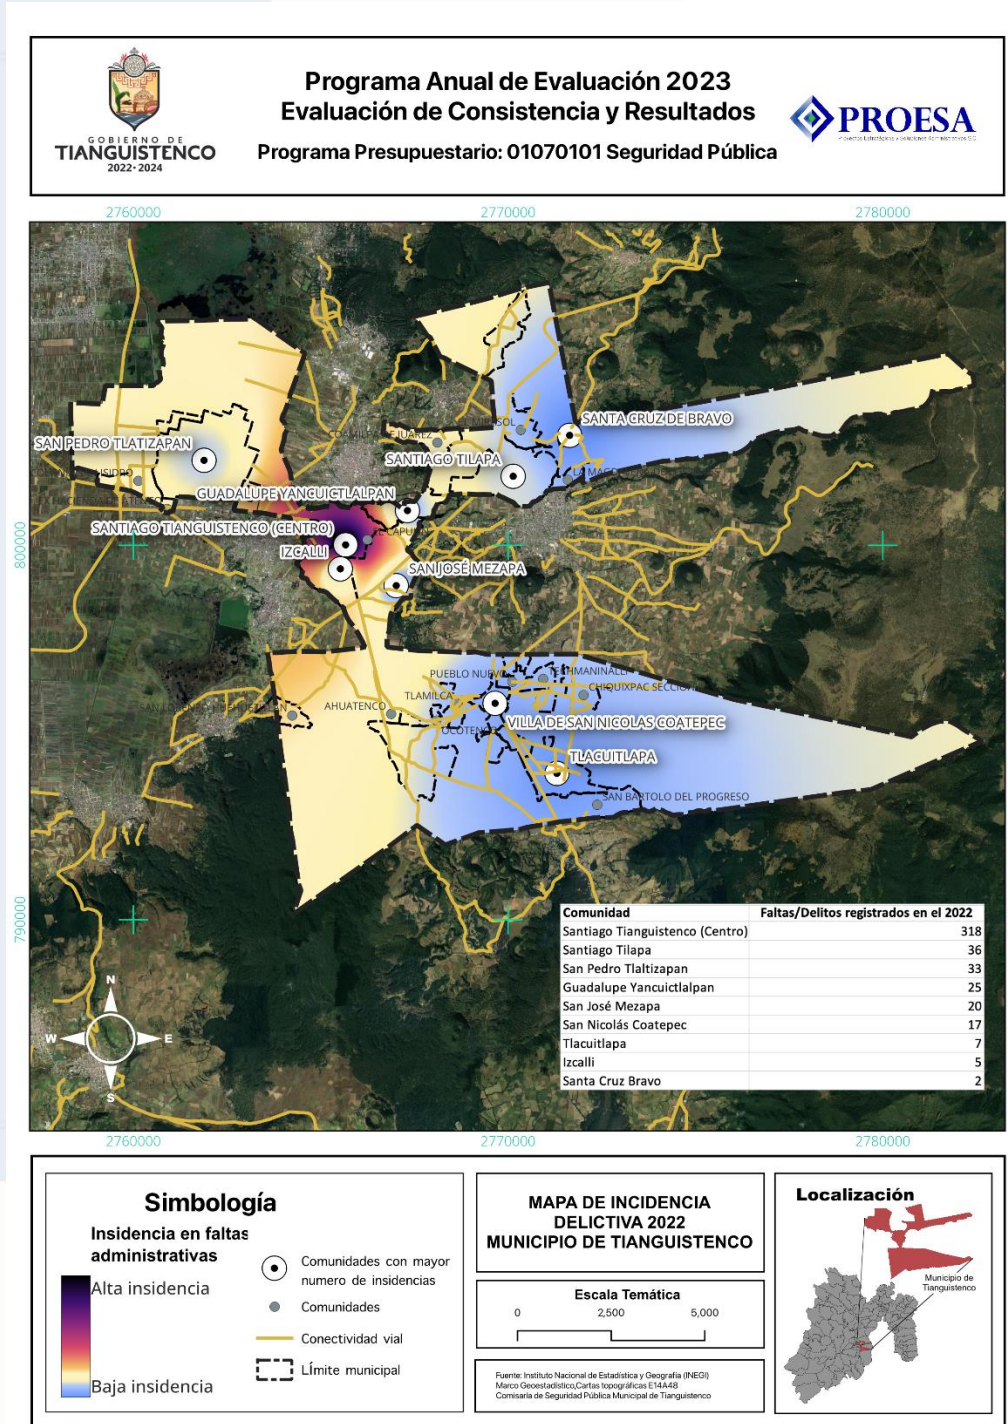 GOBIERNO DE
TIANGUISTENCO
2022-2024
Programa Anual de Evaluación 2023
Evaluación de Consistencia y Resultados
Programa Presupuestario: 01070101 Seguridad Pública
PROESA
Proyectos Estratégicos y Soluciones Administrativas S.C.
2760000
2770000
2780000
800000
790000
SANTA CRUZ DE BRAVO
SAN PEDRO TLATIZAPAN
SANTIAGO TILAPA
GUADALUPE YANCUICTLALPAN
SANTIAGO TIANGUISTENCO (CENTRO)
IZCALLI
SAN JOSÉ MEZAPA
PUEBLO NUEVO
CHIQUIXPAC SECCIÓN
TLAMILCA
AHUATENCO
VILLA DE SAN NICOLAS COATEPEC
TLACUITLAPA
SAN BARTOLO DEL PROGRESO
Comunidad Faltas/Delitos registrados en el 2022
Santiago Tianguistenco (Centro) 318
Santiago Tilapa 36
San Pedro Tlaltizapan 33
Guadalupe Yancuictlalpan 25
San José Mezapa 20
San Nicolás Coatepec 17
Tlacuitlapa 7
Izcalli 5
Santa Cruz Bravo 2
N
W
E
S
2760000
2770000
2780000
Simbología
Insidencia en faltas
administrativas
Alta insidencia
Baja insidencia
Comunidades con mayor
numero de insidencias
Comunidades
Conectividad vial
Límite municipal
MAPA DE INCIDENCIA
DELICTIVA 2022
MUNICIPIO DE TIANGUISTENCO
Escala Temática
0 2,500 5,000
Fuente: Instituto Nacional de Estadística y Geografía (INEGI)
Marco Geoestadístico,Cartas topográficas E14A48
Comisaría de Seguridad Pública Municipal de Tianguistenco
Localización
Municipio de
Tianguistenco